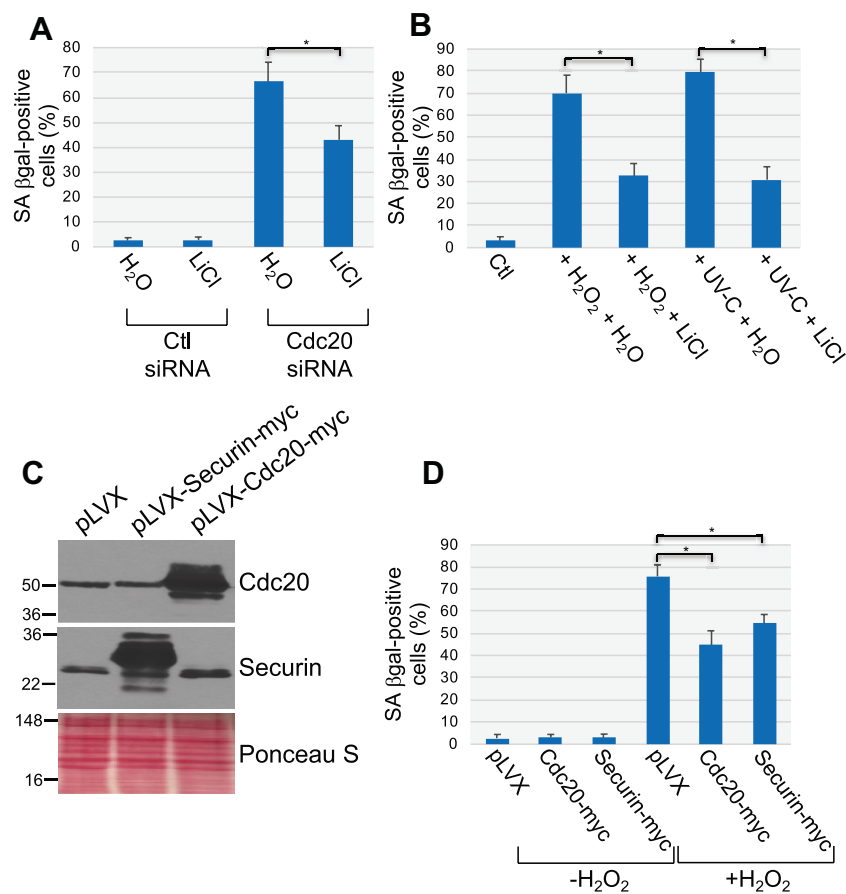 A
SA βgal-positive
cells (%)
80
70
60
50
40
30
20
10
0
*
H₂O
LiCl
H₂O
LiCl
Ctl
siRNA
Cdc20
siRNA
B
SA βgal-positive
cells (%)
90
80
70
60
50
40
30
20
10
0
*
*
Ctl
+ H₂O₂ + H₂O
+ H₂O₂ + LiCl
+ UV-C + H₂O
+ UV-C + LiCl
C
pLVX
pLVX-Securin-myc
pLVX-Cdc20-myc
50
36
Cdc20
36
22
Securin
148
16
Ponceau S
D
SA βgal-positive
cells (%)
90
80
70
60
50
40
30
20
10
0
*
*
pLVX
Cdc20-myc
Securin-myc
pLVX
Cdc20-myc
Securin-myc
-H₂O₂
+H₂O₂